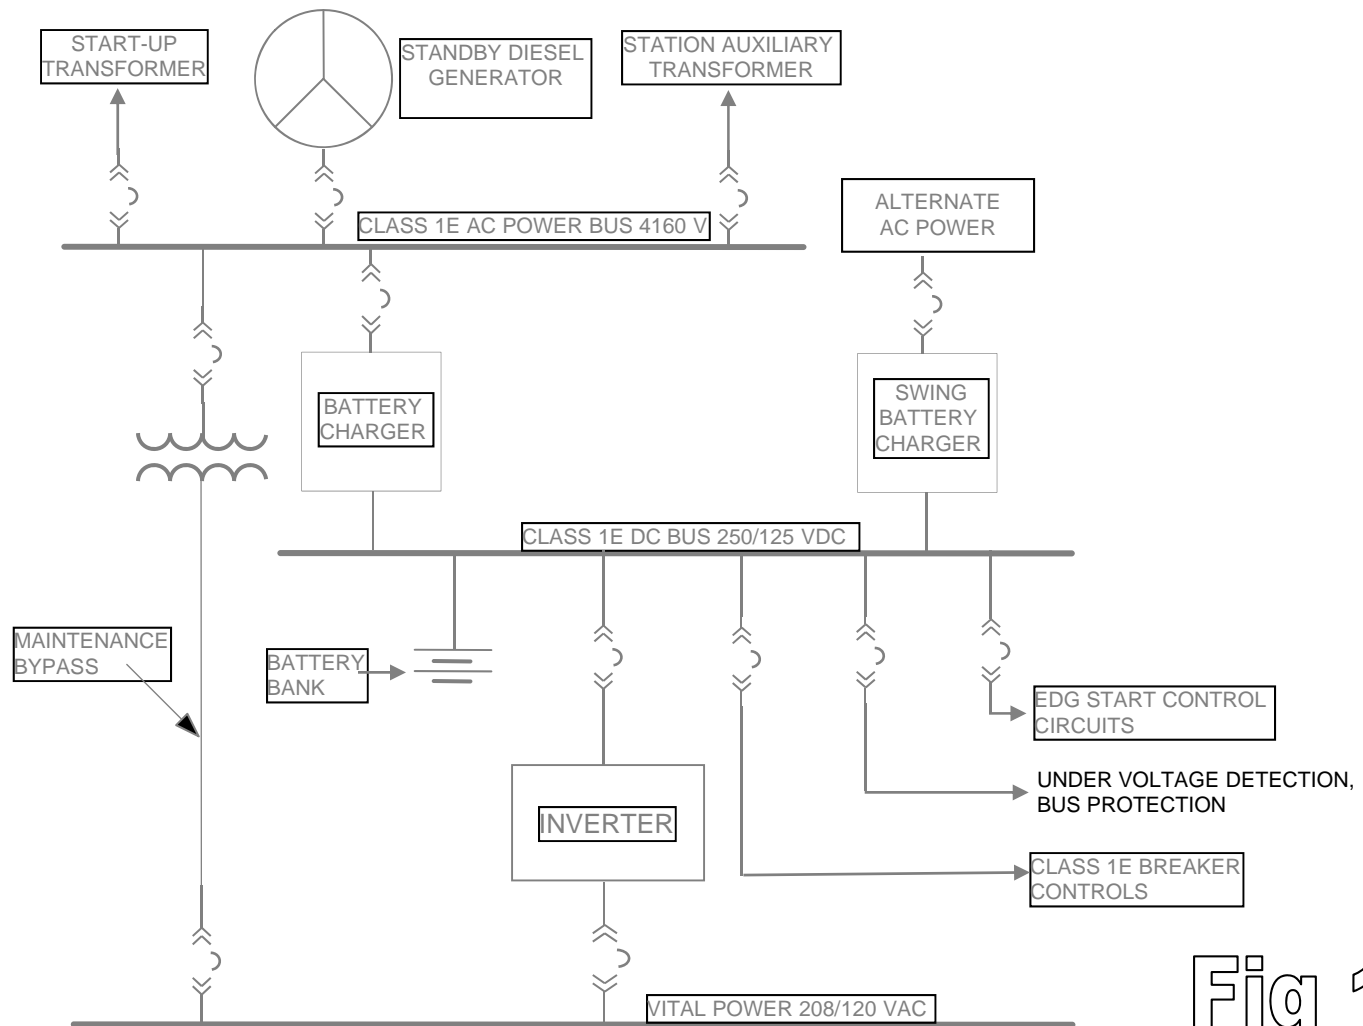 START-UP
TRANSFORMER
STANDBY DIESEL
GENERATOR
STATION AUXILIARY
TRANSFORMER
ALTERNATE
AC POWER
CLASS 1E AC POWER BUS 4160 V
BATTERY
CHARGER
SWING
BATTERY
CHARGER
CLASS 1E DC BUS 250/125 VDC
MAINTENANCE
BYPASS
BATTERY
BANK
EDG START CONTROL
CIRCUITS
UNDER VOLTAGE DETECTION,
BUS PROTECTION
INVERTER
CLASS 1E BREAKER
CONTROLS
VITAL POWER 208/120 VAC
Fig 1